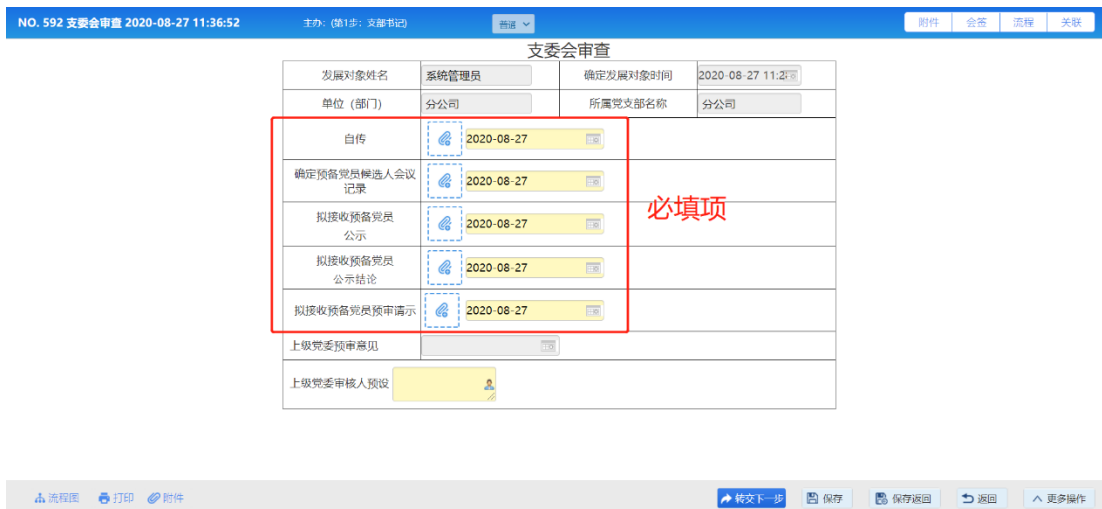 NO. 592 支委会审查 2020-08-27 11:36:52 主办: (第1步: 支部书记) 普通 附件 会签 流程 关联
支委会审查
发展对象姓名 系统管理员 确定发展对象时间 2020-08-27 11:2
单位（部门） 分公司 所属党支部名称 分公司
自传 2020-08-27
确定预备党员候选人会议
记录 2020-08-27
必填项
拟接收预备党员
公示 2020-08-27
拟接收预备党员
公示结论 2020-08-27
拟接收预备党员预审请示 2020-08-27
上级党委预审意见
上级党委审核人预设
流程图 打印 附件 转交下一步 保存 保存返回 返回 更多操作